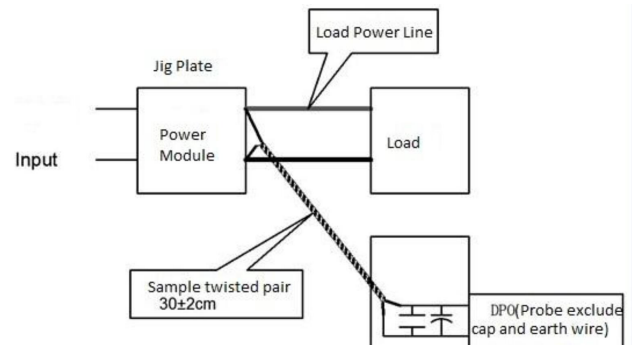 Load Power Line
Jig Plate
Power
Module
Load
Input
Sample twisted pair
30±2cm
DPO(Probe exclude
cap and earth wire)